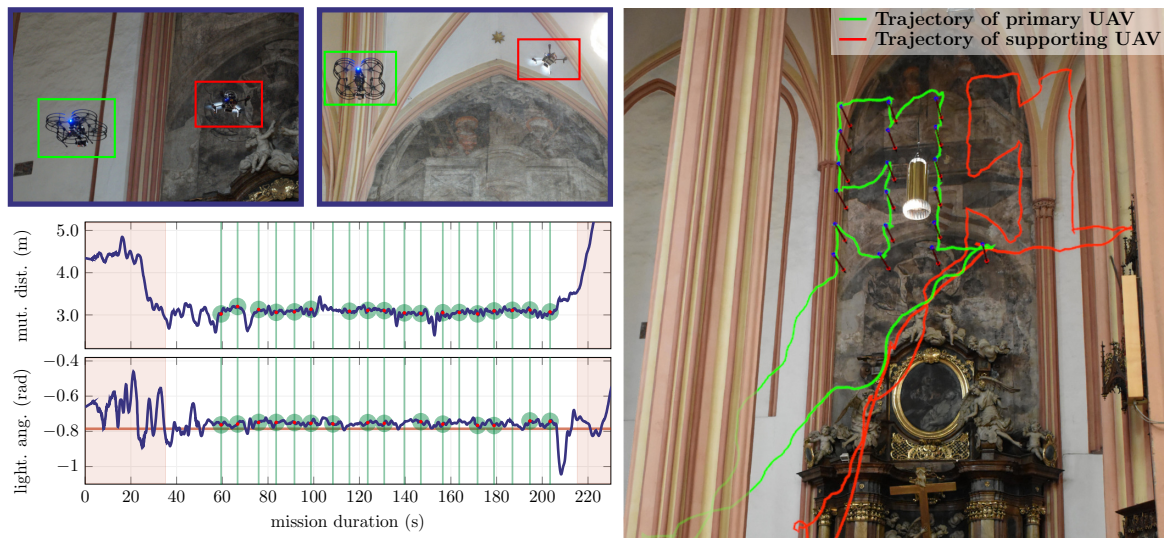 Trajectory of primary UAV
Trajectory of supporting UAV
mut. dist. (m)
5.0
4.0
3.0
light. ang. (rad)
−0.4
−0.6
−0.8
−1
0 20 40 60 80 100 120 140 160 180 200 220
mission duration (s)